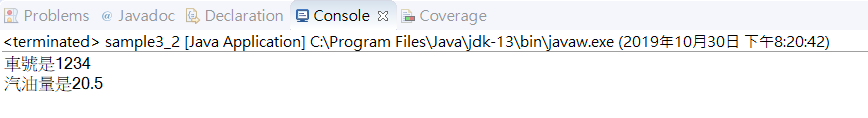 Problems @ Javadoc Declaration Console Coverage
<terminated> sample3_2 [Java Application] C:\Program Files\Java\jdk-13\bin\javaw.exe (2019年10月30日 下午8:20:42)
車號是1234
汽油量是20.5